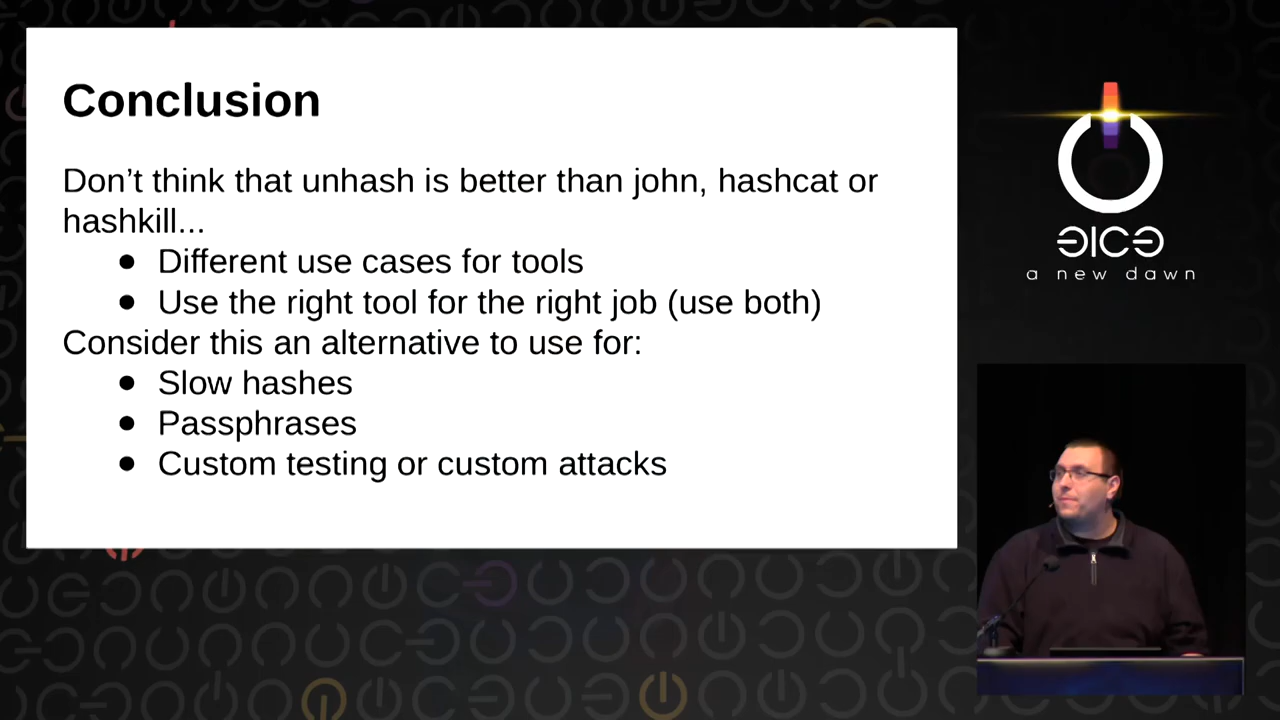 Conclusion
Don’t think that unhash is better than john, hashcat or
hashkill...
● Different use cases for tools
● Use the right tool for the right job (use both)
Consider this an alternative to use for:
● Slow hashes
● Passphrases
● Custom testing or custom attacks
a new dawn